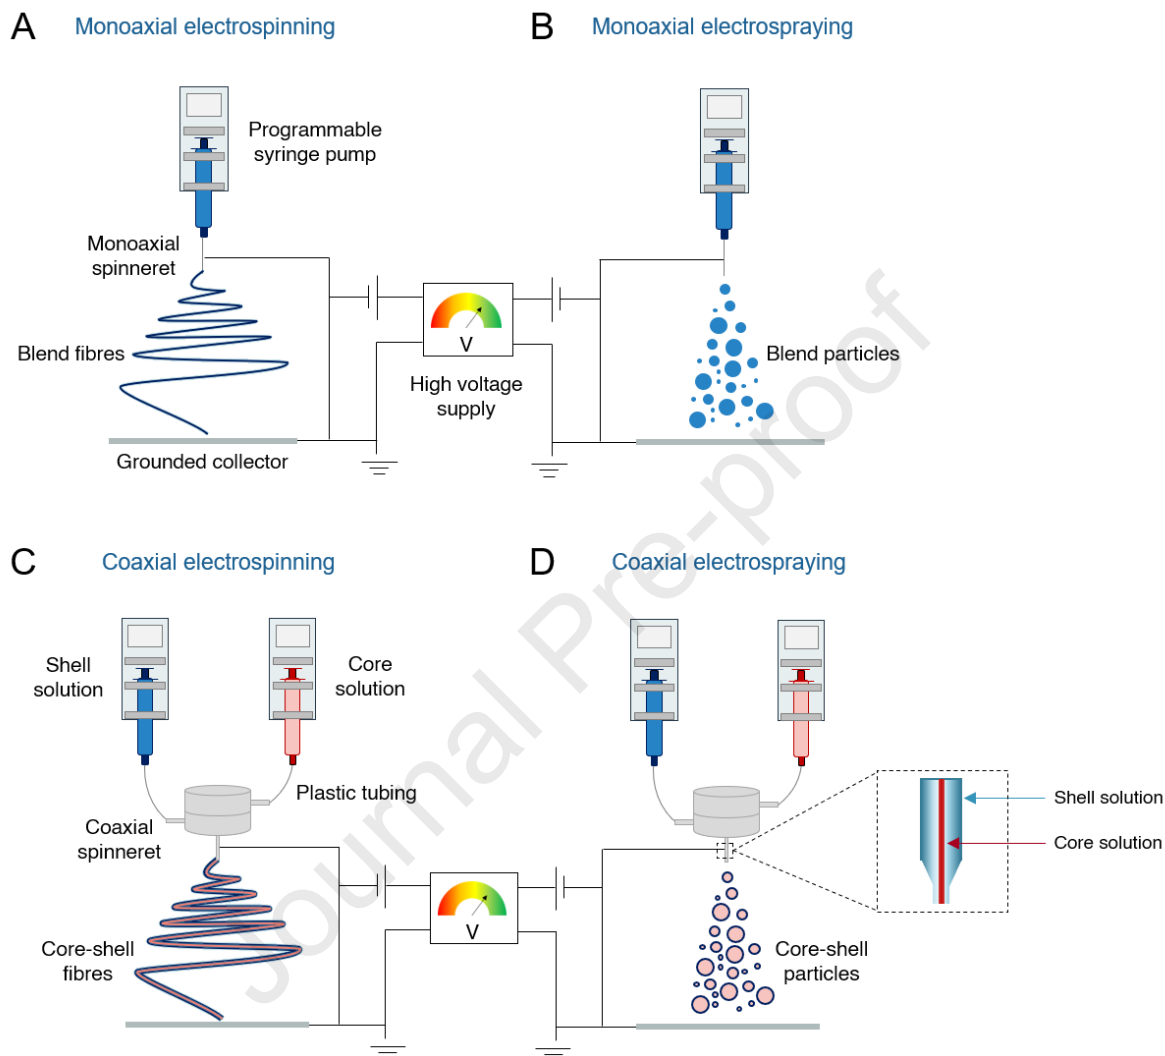 A Monoaxial electrospinning
B Monoaxial electrospraying
Programmable
syringe pump
Monoaxial
spinneret
Blend fibres
Blend particles
V
High voltage
supply
Grounded collector
C Coaxial electrospinning
D Coaxial electrospraying
Shell
solution
Core
solution
Plastic tubing
Coaxial
spinneret
Shell solution
Core solution
V
Core-shell
fibres
Core-shell
particles
Journal Pre-proof